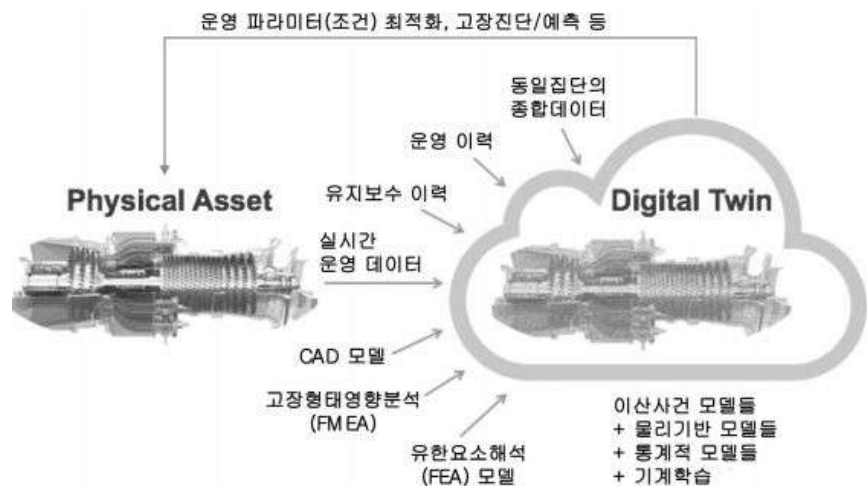 운영 파라미터(조건) 최적화, 고장진단/예측 등
동일집단의
종합데이터
운영 이력
유지보수 이력
Physical Asset
Digital Twin
실시간
운영 데이터
CAD 모델
고장형태영향분석
(FMEA)
유한요소해석
(FEA) 모델
이산사건 모델들
+ 물리기반 모델들
+ 통계적 모델들
+ 기계학습